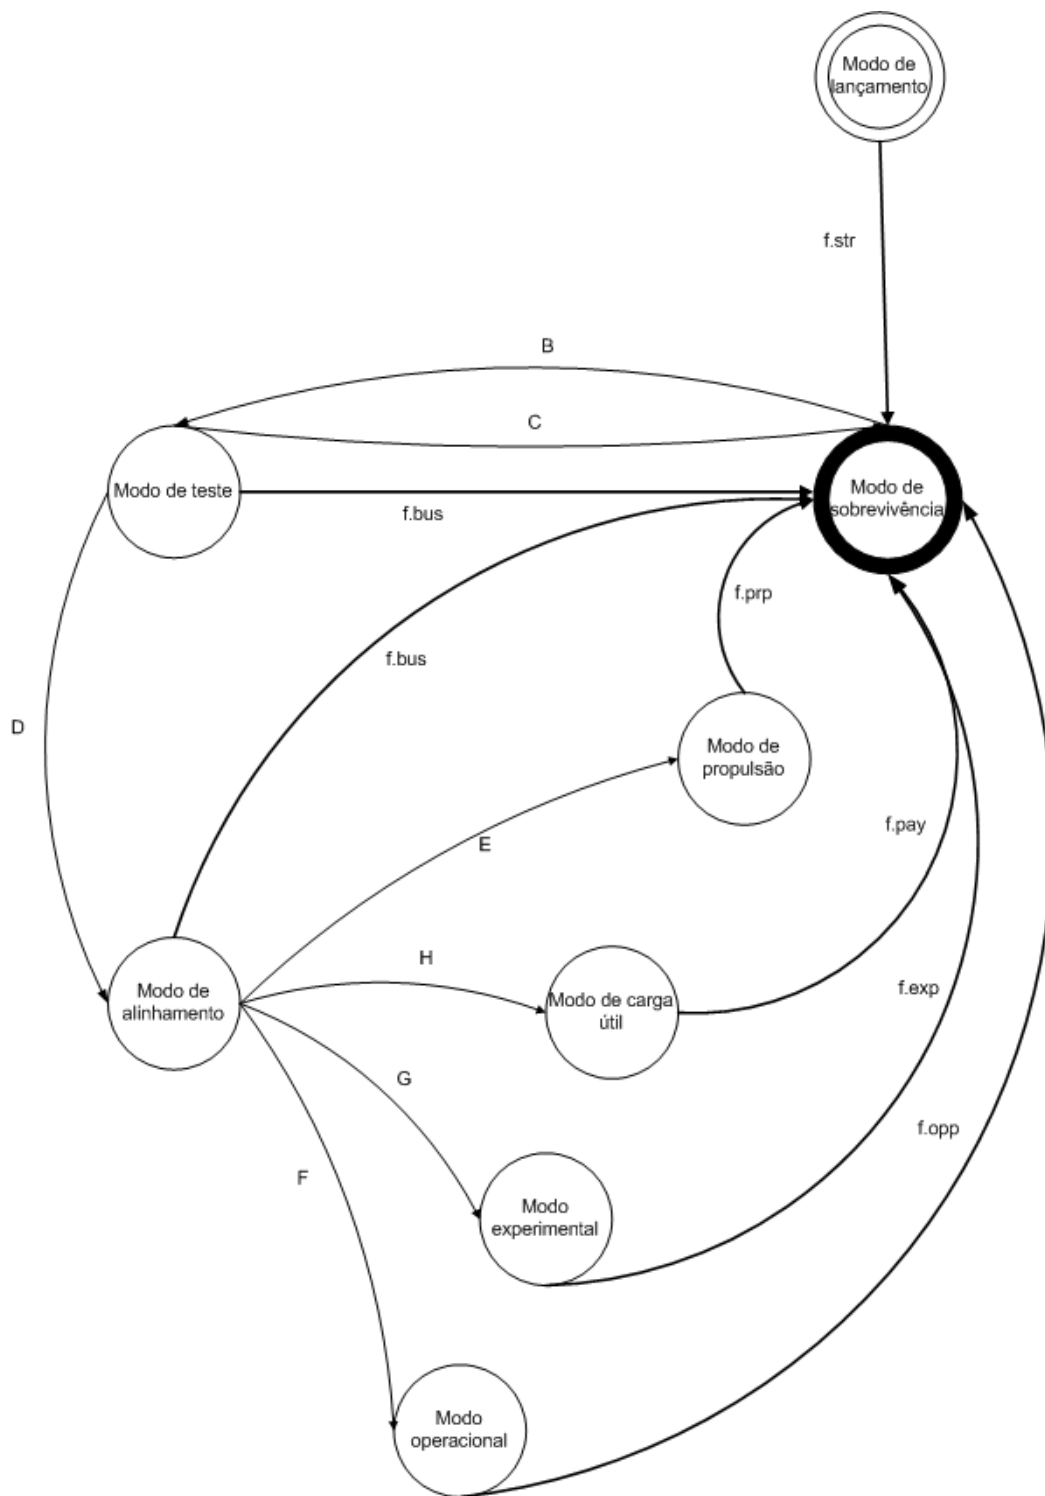 Modo de
lançamento
f.str
B
C
Modo de teste
f.bus
Modo de
sobrevivência
f.prp
f.bus
D
Modo de
propulsão
f.pay
E
H
Modo de
alinhamento
Modo de carga
útil
f.exp
G
f.opp
F
Modo
experimental
Modo
operacional